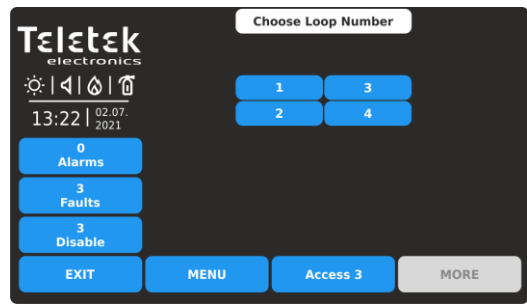 Choose Loop Number
Teletek
electronics
13:22 02.07.
2021
1 3
2 4
0
Alarms
3
Faults
3
Disable
EXIT MENU Access 3 MORE